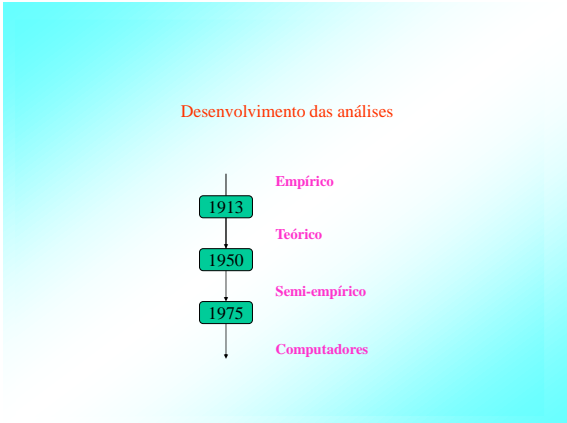 Desenvolvimento das análises
Empírico
1913
Teórico
1950
Semi-empírico
1975
Computadores